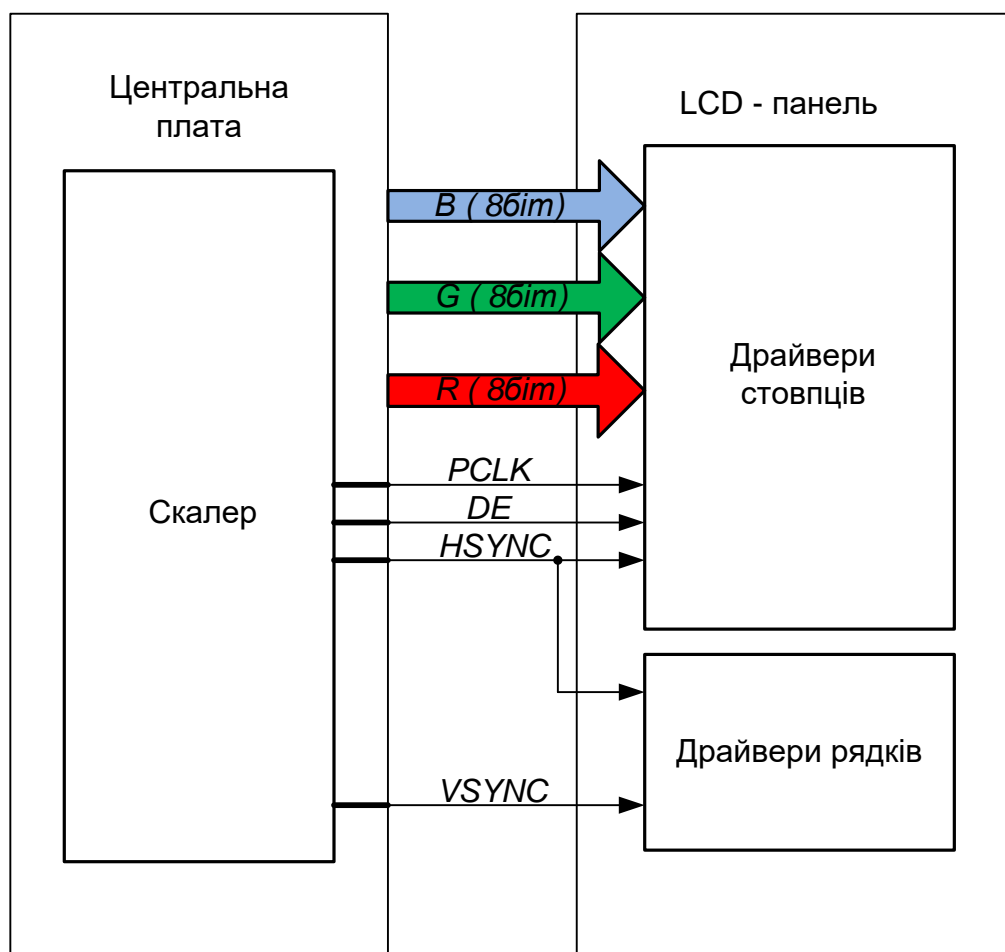 Центральна
плата
LCD - панель
B ( 8біт)
G ( 8біт)
R ( 8біт)
Драйвери
стовпців
PCLK
DE
HSYNC
Скалер
Драйвери рядків
VSYNC